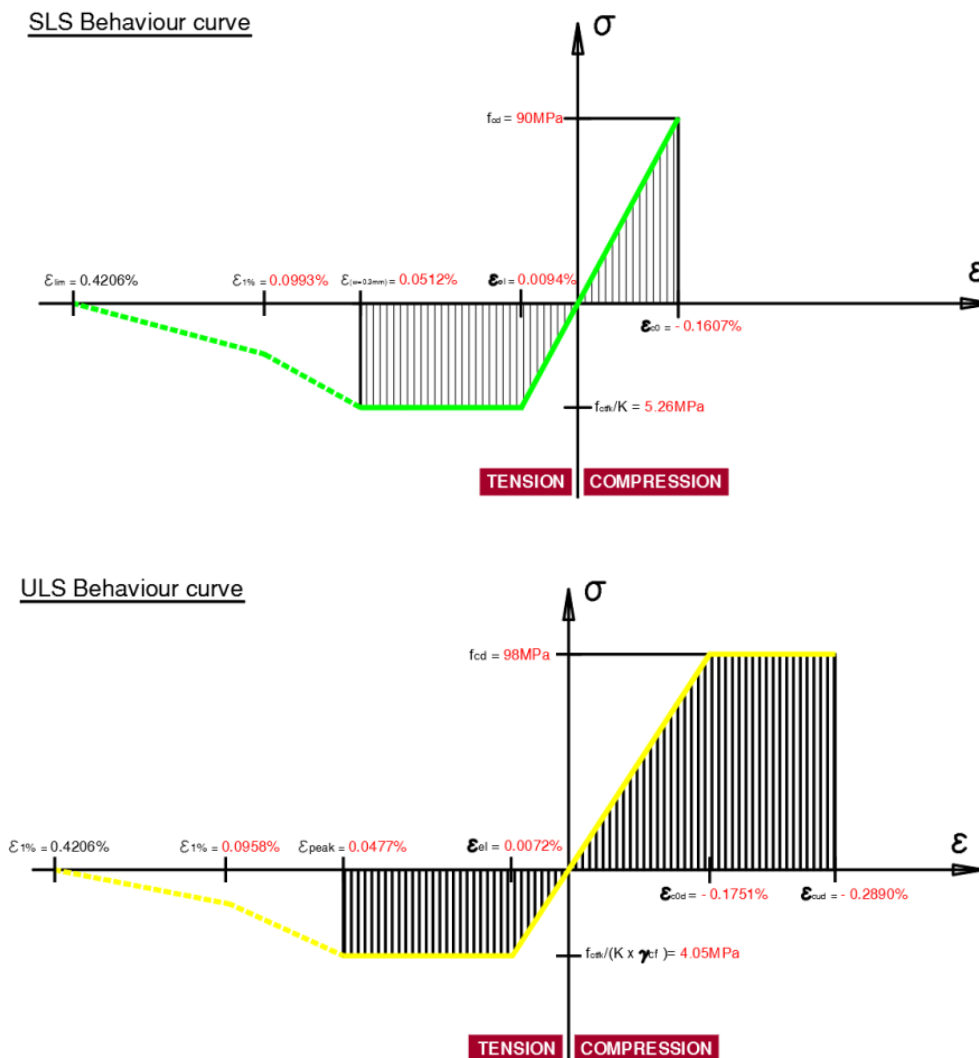 SLS Behaviour curve
σ
fcd = 90MPa
εlim = 0.4206%
ε1% = 0.0993%
ε(w=0.3mm) = 0.0512%
εel = 0.0094%
ε
εc0 = - 0.1607%
fctfk/K = 5.26MPa
TENSION COMPRESSION
ULS Behaviour curve
σ
fcd = 98MPa
ε1% = 0.4206%
ε1% = 0.0958%
εpeak = 0.0477%
εel = 0.0072%
ε
εc0d = - 0.1751%
εcud = - 0.2890%
fctfk/(K x γcf )= 4.05MPa
TENSION COMPRESSION